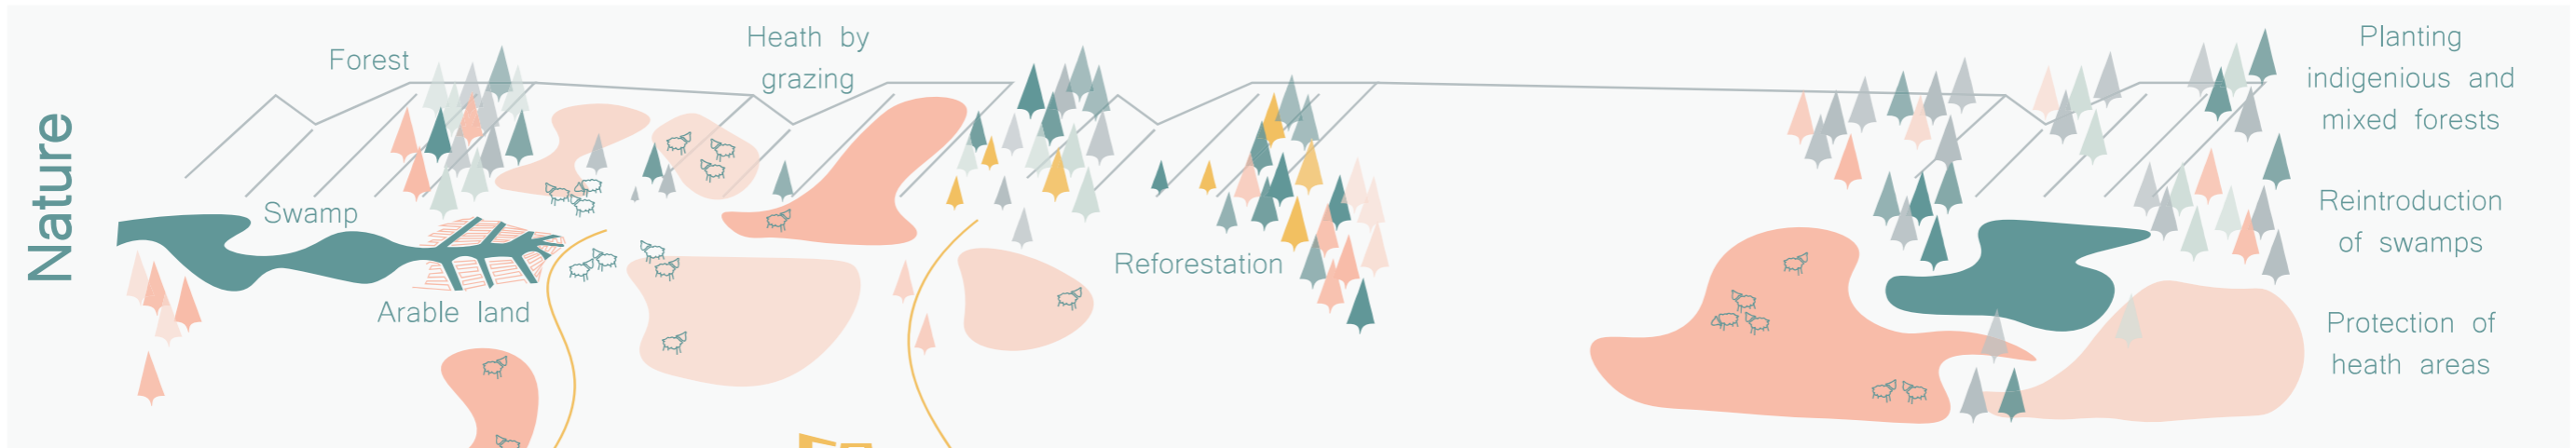 Nature
Forest
Swamp
Arable land
Heath by
grazing
Reforestation
Planting
indigenious and
mixed forests
Reintroduction
of swamps
Protection of
heath areas